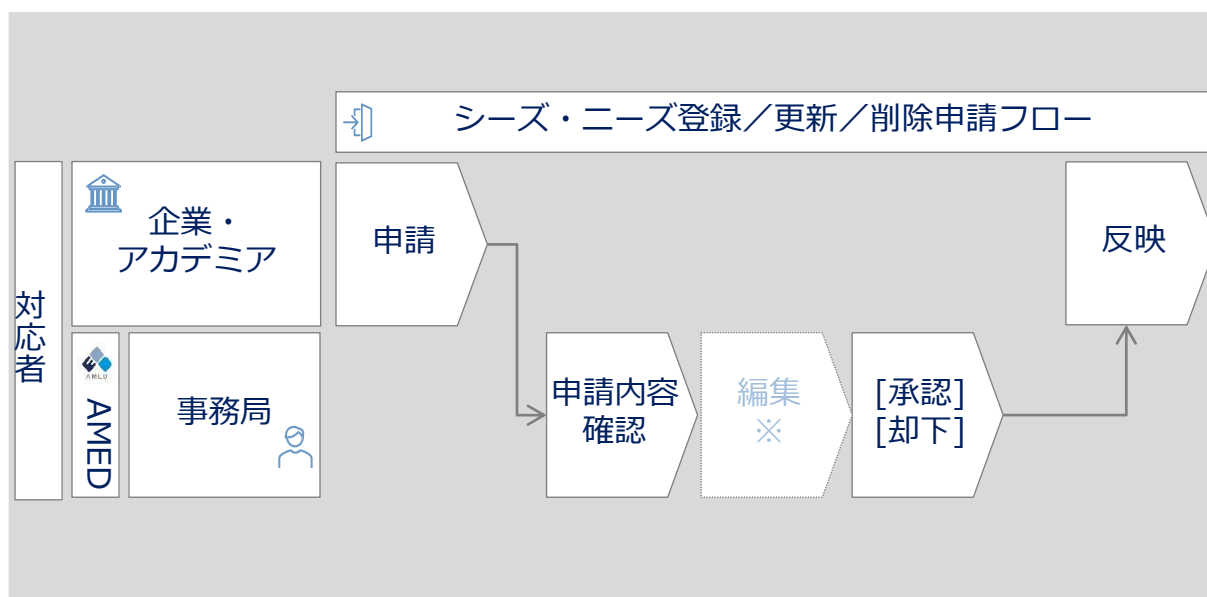 シーズ・ニーズ登録／更新／削除申請フロー
対応者
企業・
アカデミア
申請
反映
AMED
AMED
事務局
申請内容
確認
編集
※
[承認]
[却下]